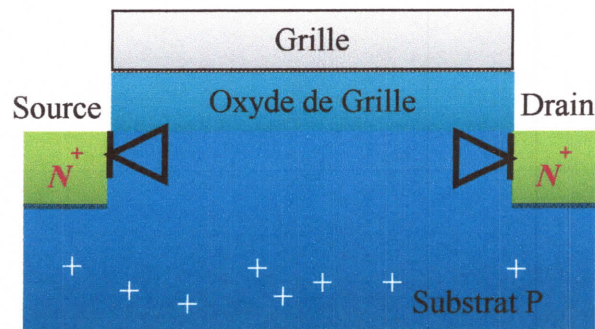 Grille
Oxyde de Grille
Source
Drain
N+
N+
+ + + + + + + +
Substrat P